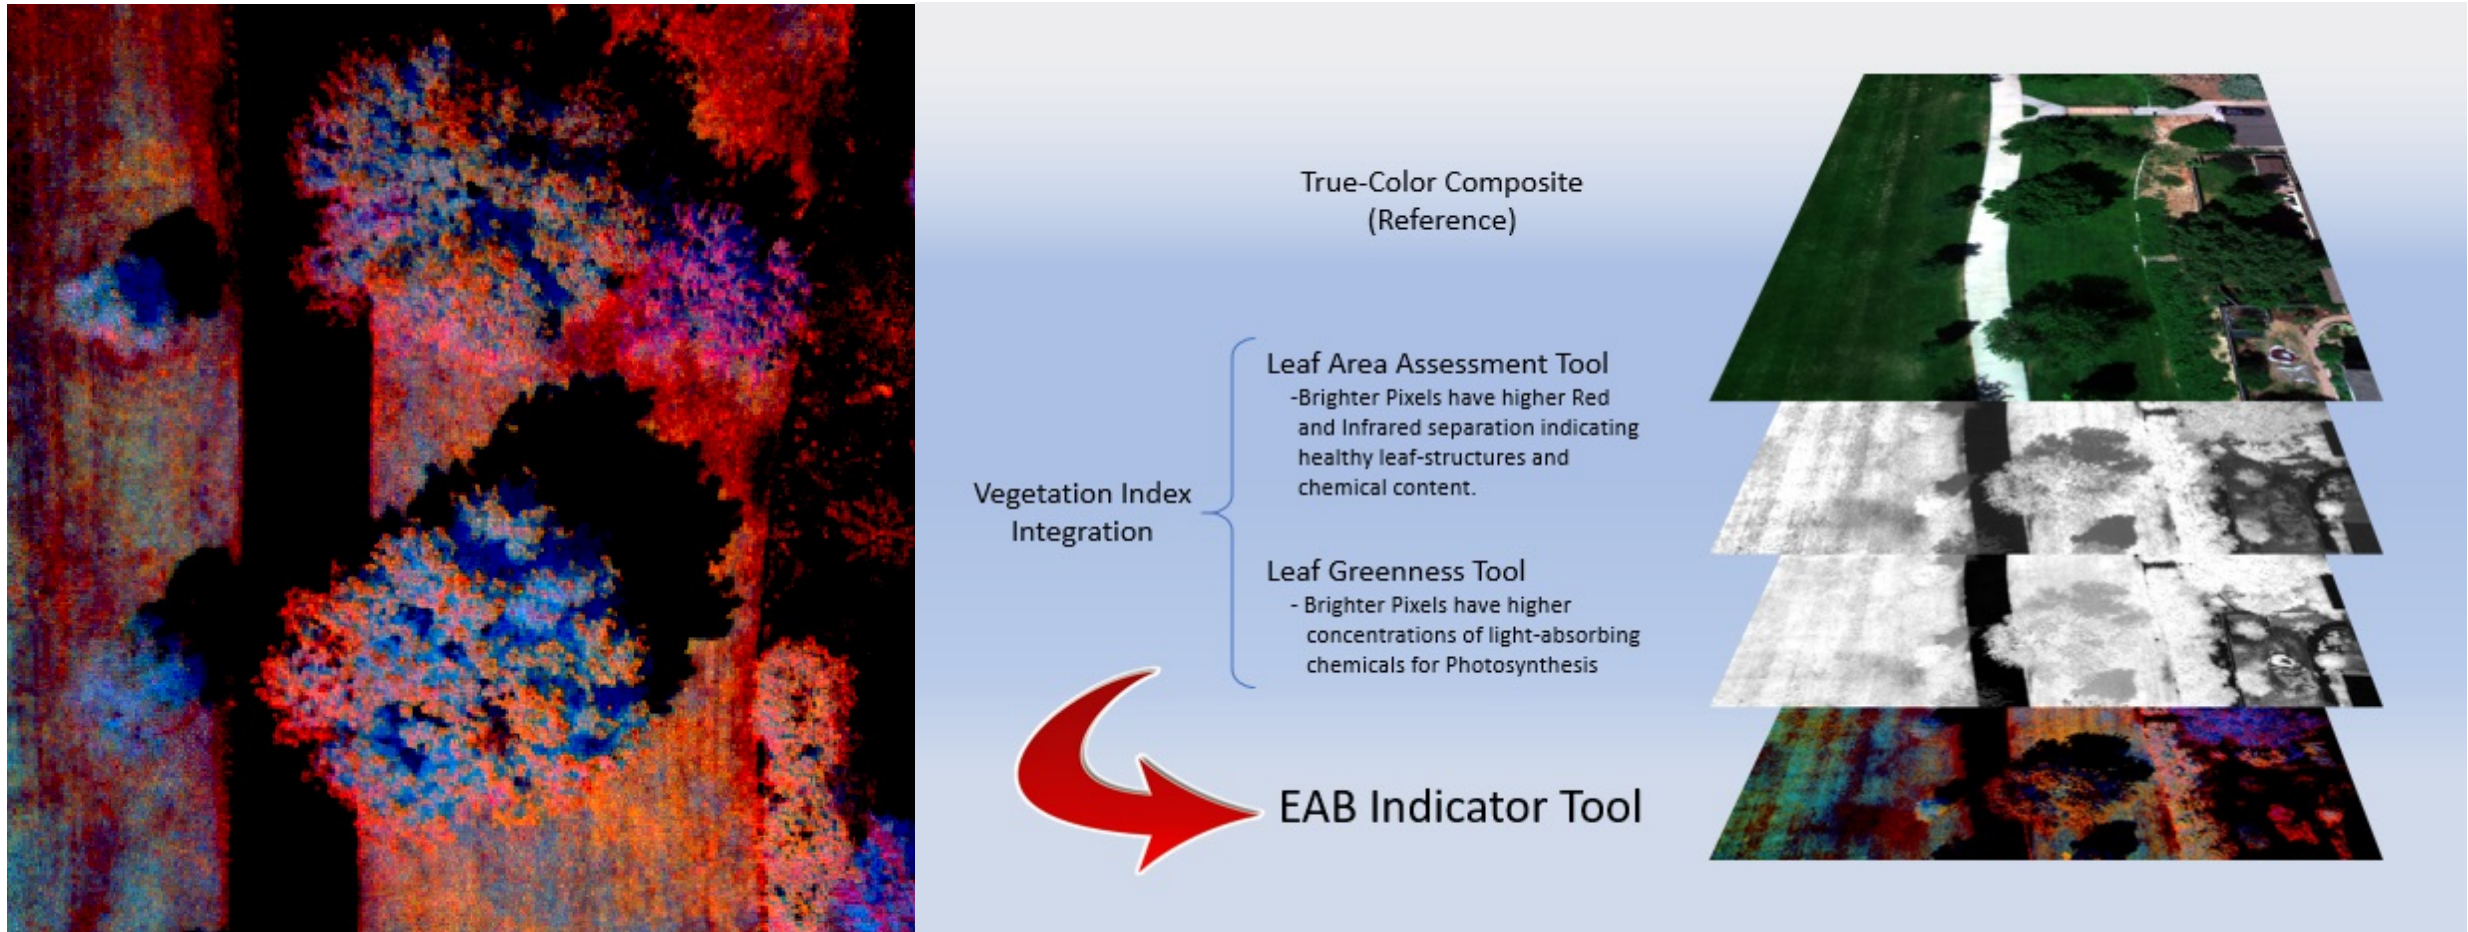 True-Color Composite
(Reference)
Vegetation Index
Integration
Leaf Area Assessment Tool
-Brighter Pixels have higher Red
and Infrared separation indicating
healthy leaf-structures and
chemical content.
Leaf Greenness Tool
- Brighter Pixels have higher
concentrations of light-absorbing
chemicals for Photosynthesis
EAB Indicator Tool